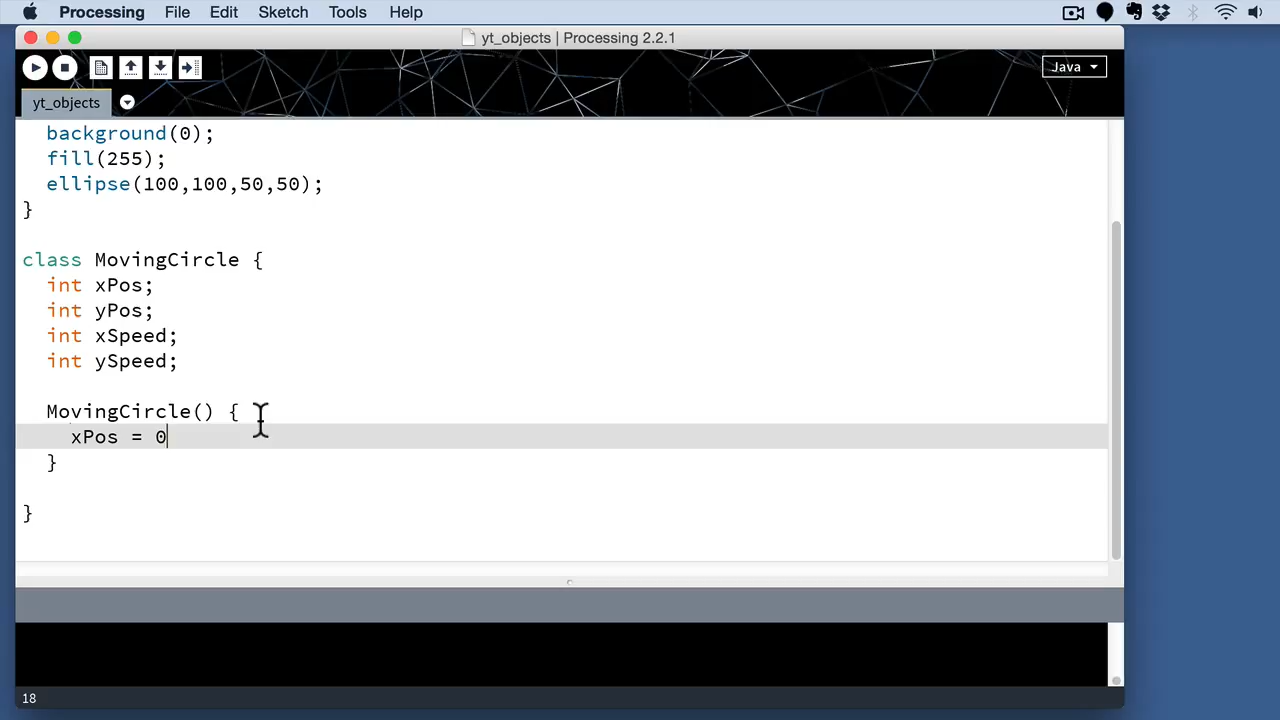 Processing File Edit Sketch Tools Help
yt_objects | Processing 2.2.1
Java
yt_objects
background(0);
fill(255);
ellipse(100,100,50,50);
}
class MovingCircle {
int xPos;
int yPos;
int xSpeed;
int ySpeed;
MovingCircle() {
xPos = 0
}
}
18